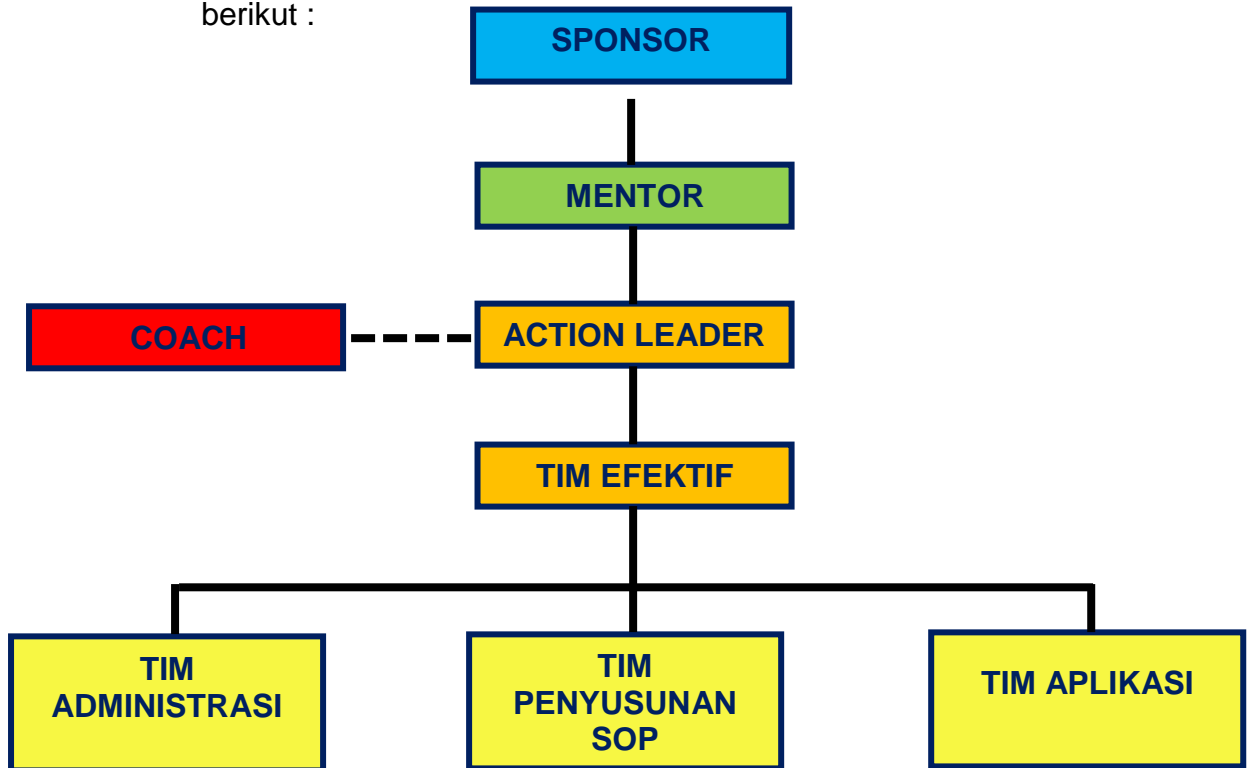 berikut :
SPONSOR
MENTOR
COACH
ACTION LEADER
TIM EFEKTIF
TIM
ADMINISTRASI
TIM
PENYUSUNAN
SOP
TIM APLIKASI